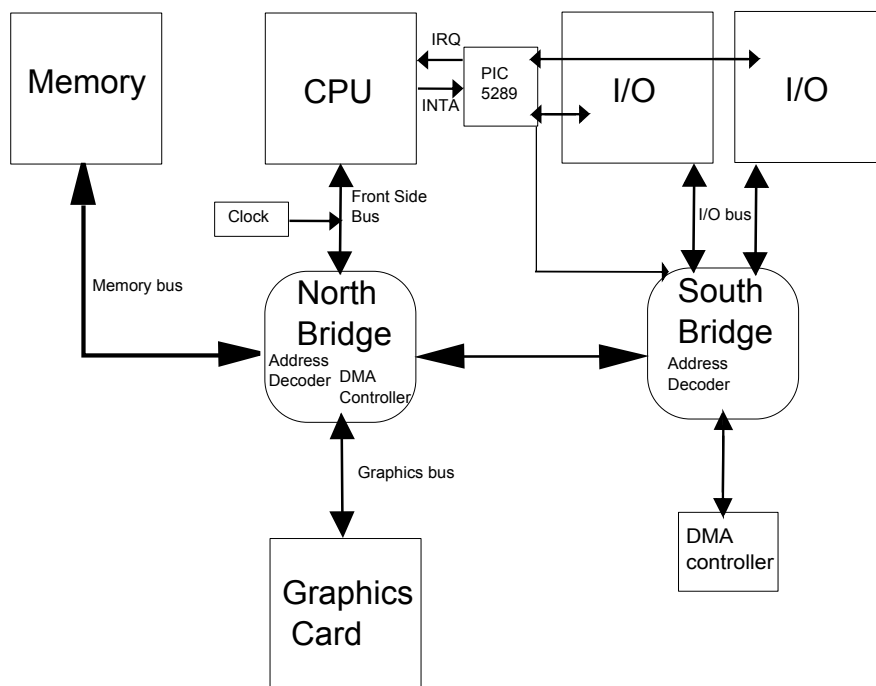 Memory
CPU
IRQ
INTA
PIC
5289
I/O
I/O
Clock
Front Side
Bus
I/O bus
Memory bus
North
Bridge
Address
Decoder
DMA
Controller
South
Bridge
Address
Decoder
Graphics bus
DMA
controller
Graphics
Card